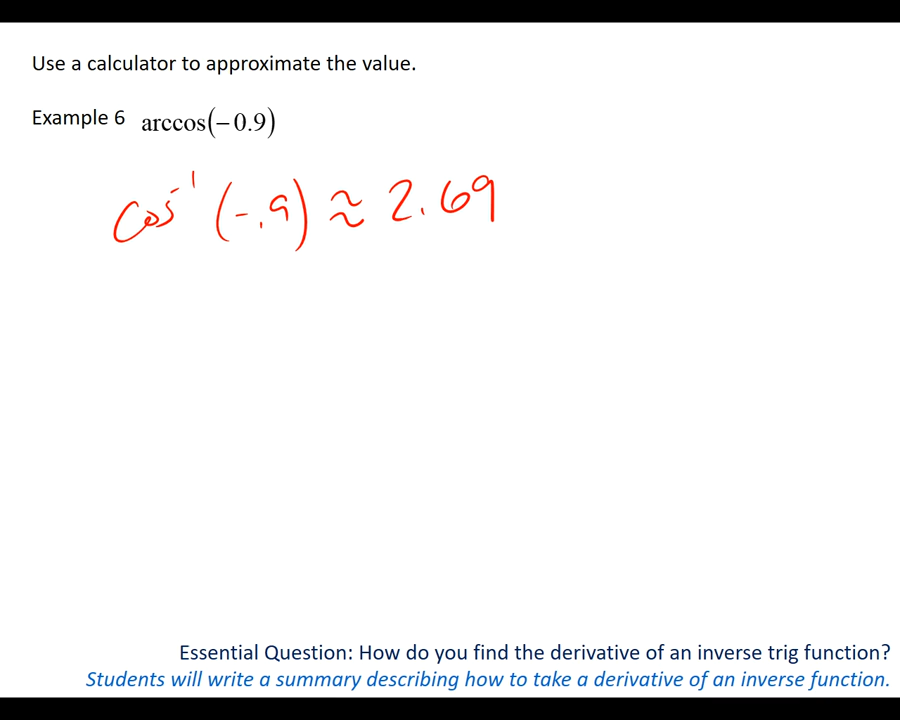 Use a calculator to approximate the value.
Example 6 arccos(−0.9)
cos⁻¹ (-.9) ≈ 2.69
Essential Question: How do you find the derivative of an inverse trig function?
Students will write a summary describing how to take a derivative of an inverse function.